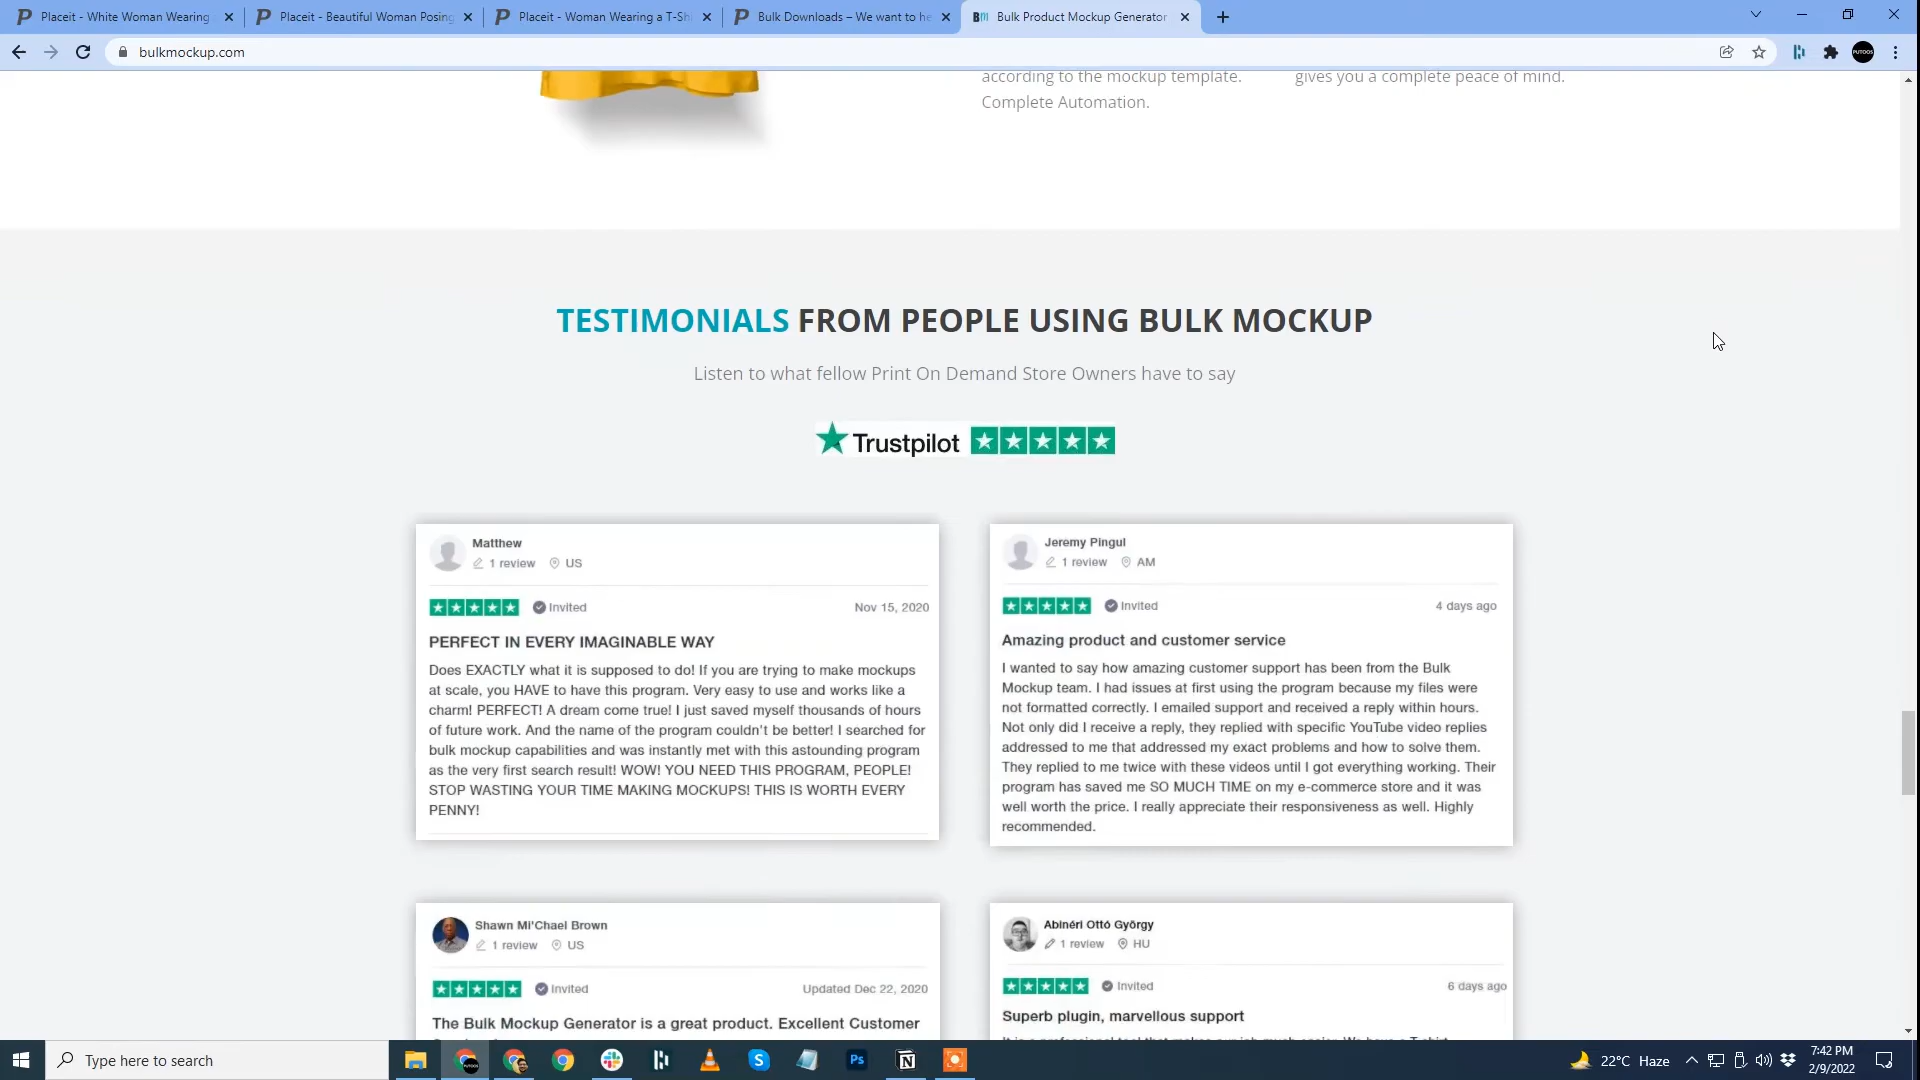 Placeit - White Woman Wearing
Placeit - Beautiful Woman Posing
Placeit - Woman Wearing a T-Sh
Bulk Downloads – We want to he
Bulk Product Mockup Generator
bulkmockup.com
according to the mockup template.
Complete Automation.
gives you a complete peace of mind.
TESTIMONIALS FROM PEOPLE USING BULK MOCKUP
Listen to what fellow Print On Demand Store Owners have to say
Trustpilot
Matthew
1 review US
Invited Nov 15, 2020
PERFECT IN EVERY IMAGINABLE WAY
Does EXACTLY what it is supposed to do! If you are trying to make mockups
at scale, you HAVE to have this program. Very easy to use and works like a
charm! PERFECT! A dream come true! I just saved myself thousands of hours
of future work. And the name of the program couldn't be better! I searched for
bulk mockup capabilities and was instantly met with this astounding program
as the very first search result! WOW! YOU NEED THIS PROGRAM, PEOPLE!
STOP WASTING YOUR TIME MAKING MOCKUPS! THIS IS WORTH EVERY
PENNY!
Jeremy Pingul
1 review AM
Invited 4 days ago
Amazing product and customer service
I wanted to say how amazing customer support has been from the Bulk
Mockup team. I had issues at first using the program because my files were
not formatted correctly. I emailed support and received a reply within hours.
Not only did I receive a reply, they replied with specific YouTube video replies
addressed to me that addressed my exact problems and how to solve them.
They replied to me twice with these videos until I got everything working. Their
program has saved me SO MUCH TIME on my e-commerce store and it was
well worth the price. I really appreciate their responsiveness as well. Highly
recommended.
Shawn Mi'Chael Brown
1 review US
Invited Updated Dec 22, 2020
The Bulk Mockup Generator is a great product. Excellent Customer
Abinéri Ottó György
1 review HU
Invited 6 days ago
Superb plugin, marvellous support
Type here to search
22°C Haze
7:42 PM
2/9/2022